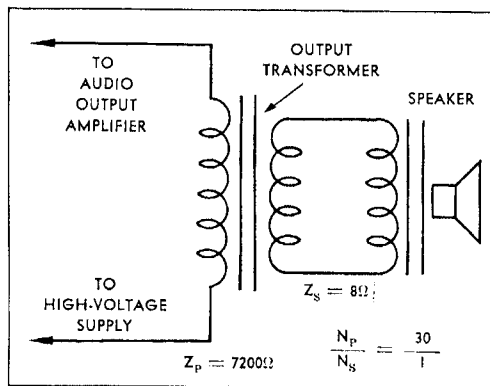 TO
AUDIO
OUTPUT
AMPLIFIER
OUTPUT
TRANSFORMER
SPEAKER
TO
HIGH-VOLTAGE
SUPPLY
Z_S = 8Ω
Z_P = 7200Ω
N_P / N_S = 30 / 1